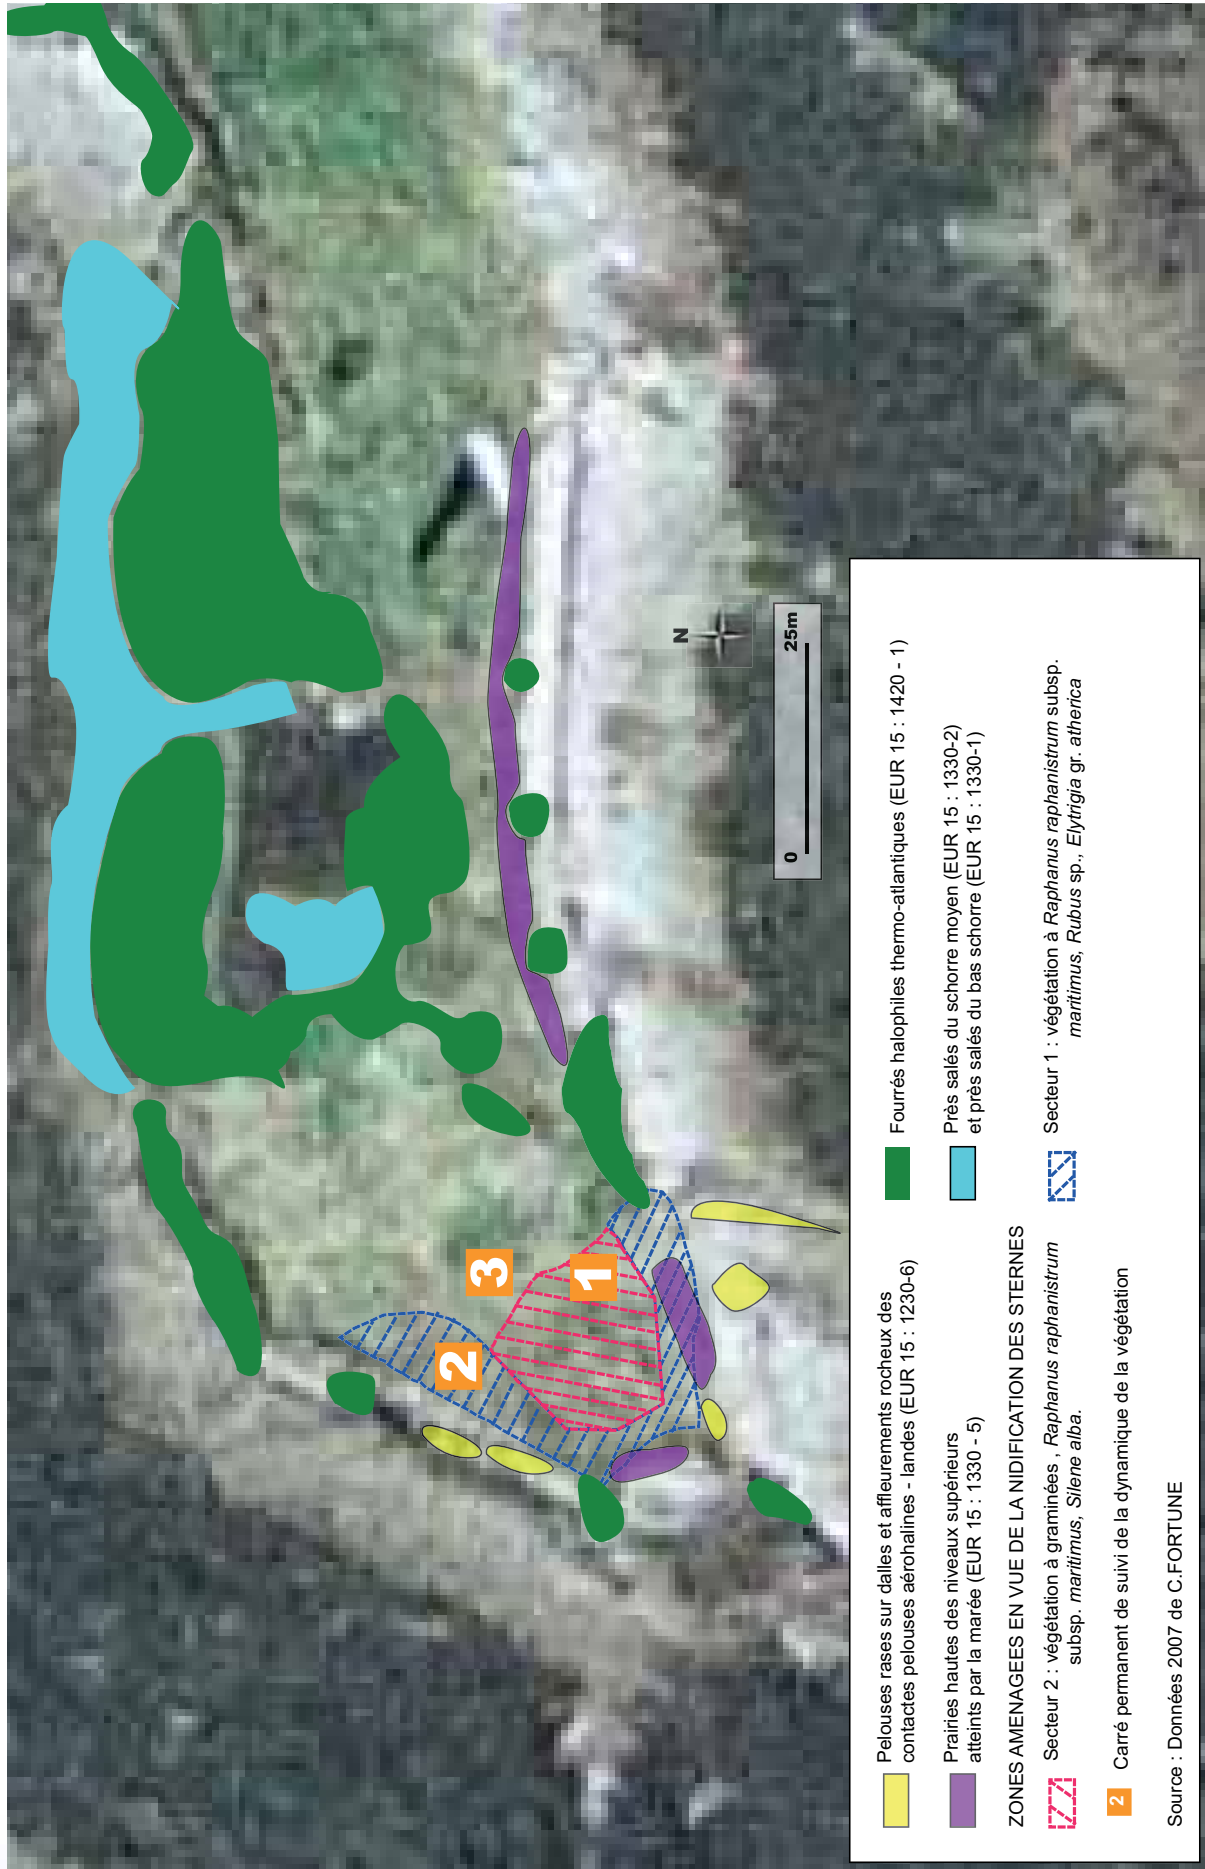 3
2
1
N
0
25m
Pelouses rases sur dalles et affleurements rocheux des
contactes pelouses aérohalines - landes (EUR 15 : 1230-6)
Prairies hautes des niveaux supérieurs
atteints par la marée (EUR 15 : 1330 - 5)
Fourrés halophiles thermo-atlantiques (EUR 15 : 1420 - 1)
Près salés du schorre moyen (EUR 15 : 1330-2)
et près salés du bas schorre (EUR 15 : 1330-1)
ZONES AMENAGEES EN VUE DE LA NIDIFICATION DES STERNES
Secteur 2 : végétation à graminées , Raphanus raphanistrum
subsp. maritimus, Silene alba.
Secteur 1 : végétation à Raphanus raphanistrum subsp.
maritimus, Rubus sp., Elytrigia gr. atherica
2
Carré permanent de suivi de la dynamique de la végétation
Source : Données 2007 de C.FORTUNE